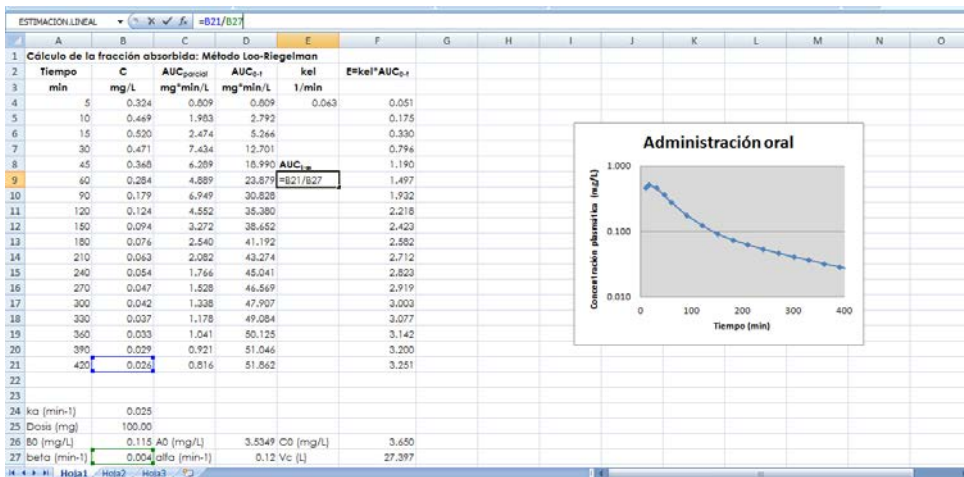 ESTIMACION.LINEAL =B21/B27
A B C D E F G H I J K L M N O
1 Cálculo de la fracción absorbida: Método Loo-Riegelman
2 Tiempo C AUCparcial AUC0-t kel E=kel*AUC0-t
3 min mg/L mg*min/L mg*min/L 1/min
4 5 0.324 0.809 0.809 0.063 0.051
5 10 0.469 1.983 2.792 0.175
6 15 0.520 2.474 5.266 0.330
7 30 0.471 7.434 12.701 0.796
8 45 0.368 6.289 18.990 AUCt-∞ 1.190
9 60 0.284 4.889 23.879 =B21/B27 1.497
10 90 0.179 6.949 30.828 1.932
11 120 0.124 4.552 35.380 2.218
12 150 0.094 3.272 38.652 2.423
13 180 0.076 2.540 41.192 2.582
14 210 0.063 2.082 43.274 2.712
15 240 0.054 1.766 45.041 2.823
16 270 0.047 1.528 46.569 2.919
17 300 0.042 1.338 47.907 3.003
18 330 0.037 1.178 49.084 3.077
19 360 0.033 1.041 50.125 3.142
20 390 0.029 0.921 51.046 3.200
21 420 0.026 0.816 51.862 3.251
22
23
24 ka (min-1) 0.025
25 Dosis (mg) 100.00
26 B0 (mg/L) 0.115 A0 (mg/L) 3.5349 C0 (mg/L) 3.650
27 beta (min-1) 0.004 alfa (min-1) 0.12 Vc (L) 27.397
Hoja1 Hoja2 Hoja3
Administración oral
Concentración plasmática (mg/L)
1.000
0.100
0.010
0 100 200 300 400
Tiempo (min)